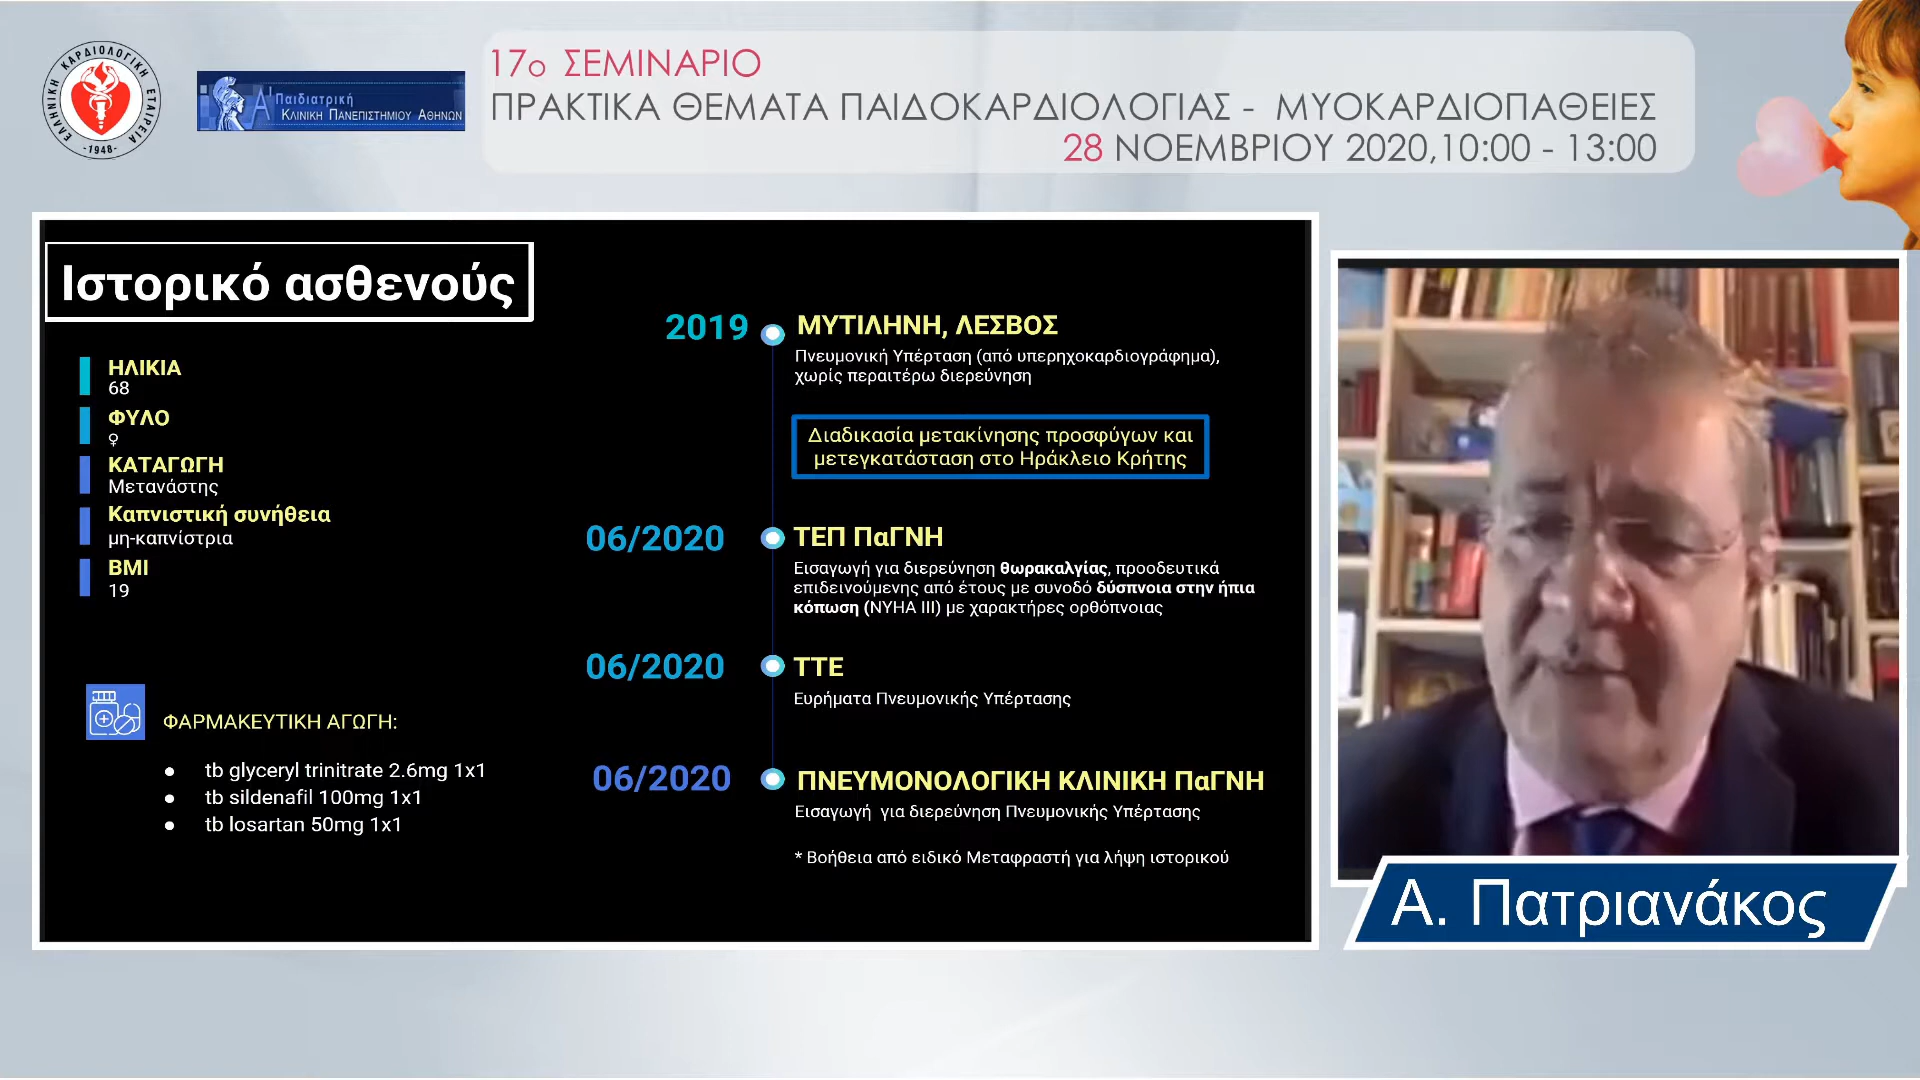 ΕΛΛΗΝΙΚΗ ΚΑΡΔΙΟΛΟΓΙΚΗ ΕΤΑΙΡΕΙΑ
-1948-
Α' Παιδιατρική
ΚΛΙΝΙΚΗ ΠΑΝΕΠΙΣΤΗΜΙΟΥ ΑΘΗΝΩΝ
17ο ΣΕΜΙΝΑΡΙΟ
ΠΡΑΚΤΙΚΑ ΘΕΜΑΤΑ ΠΑΙΔΟΚΑΡΔΙΟΛΟΓΙΑΣ - ΜΥΟΚΑΡΔΙΟΠΑΘΕΙΕΣ
28 ΝΟΕΜΒΡΙΟΥ 2020,10:00 - 13:00
Ιστορικό ασθενούς
ΗΛΙΚΙΑ
68
ΦΥΛΟ
♀
ΚΑΤΑΓΩΓΗ
Μετανάστης
Καπνιστική συνήθεια
μη-καπνίστρια
BMI
19
ΦΑΡΜΑΚΕΥΤΙΚΗ ΑΓΩΓΗ:
● tb glyceryl trinitrate 2.6mg 1x1
● tb sildenafil 100mg 1x1
● tb losartan 50mg 1x1
2019
ΜΥΤΙΛΗΝΗ, ΛΕΣΒΟΣ
Πνευμονική Υπέρταση (από υπερηχοκαρδιογράφημα),
χωρίς περαιτέρω διερεύνηση
Διαδικασία μετακίνησης προσφύγων και
μετεγκατάσταση στο Ηράκλειο Κρήτης
06/2020
ΤΕΠ ΠαΓΝΗ
Εισαγωγή για διερεύνηση θωρακαλγίας, προοδευτικά
επιδεινούμενης από έτους με συνοδό δύσπνοια στην ήπια
κόπωση (NYHA III) με χαρακτήρες ορθόπνοιας
06/2020
TTE
Ευρήματα Πνευμονικής Υπέρτασης
06/2020
ΠΝΕΥΜΟΝΟΛΟΓΙΚΗ ΚΛΙΝΙΚΗ ΠαΓΝΗ
Εισαγωγή για διερεύνηση Πνευμονικής Υπέρτασης
* Βοήθεια από ειδικό Μεταφραστή για λήψη ιστορικού
Α. Πατριανάκος